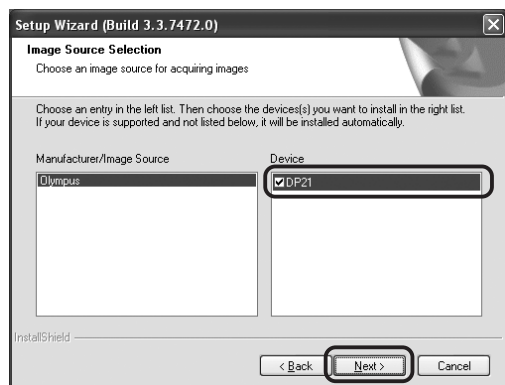 Setup Wizard (Build 3.3.7472.0)
Image Source Selection
Choose an image source for acquiring images
Choose an entry in the left list. Then choose the devices(s) you want to install in the right list.
If your device is supported and not listed below, it will be installed automatically.
Manufacturer/Image Source Device
Olympus DP21
InstallShield
< Back Next > Cancel